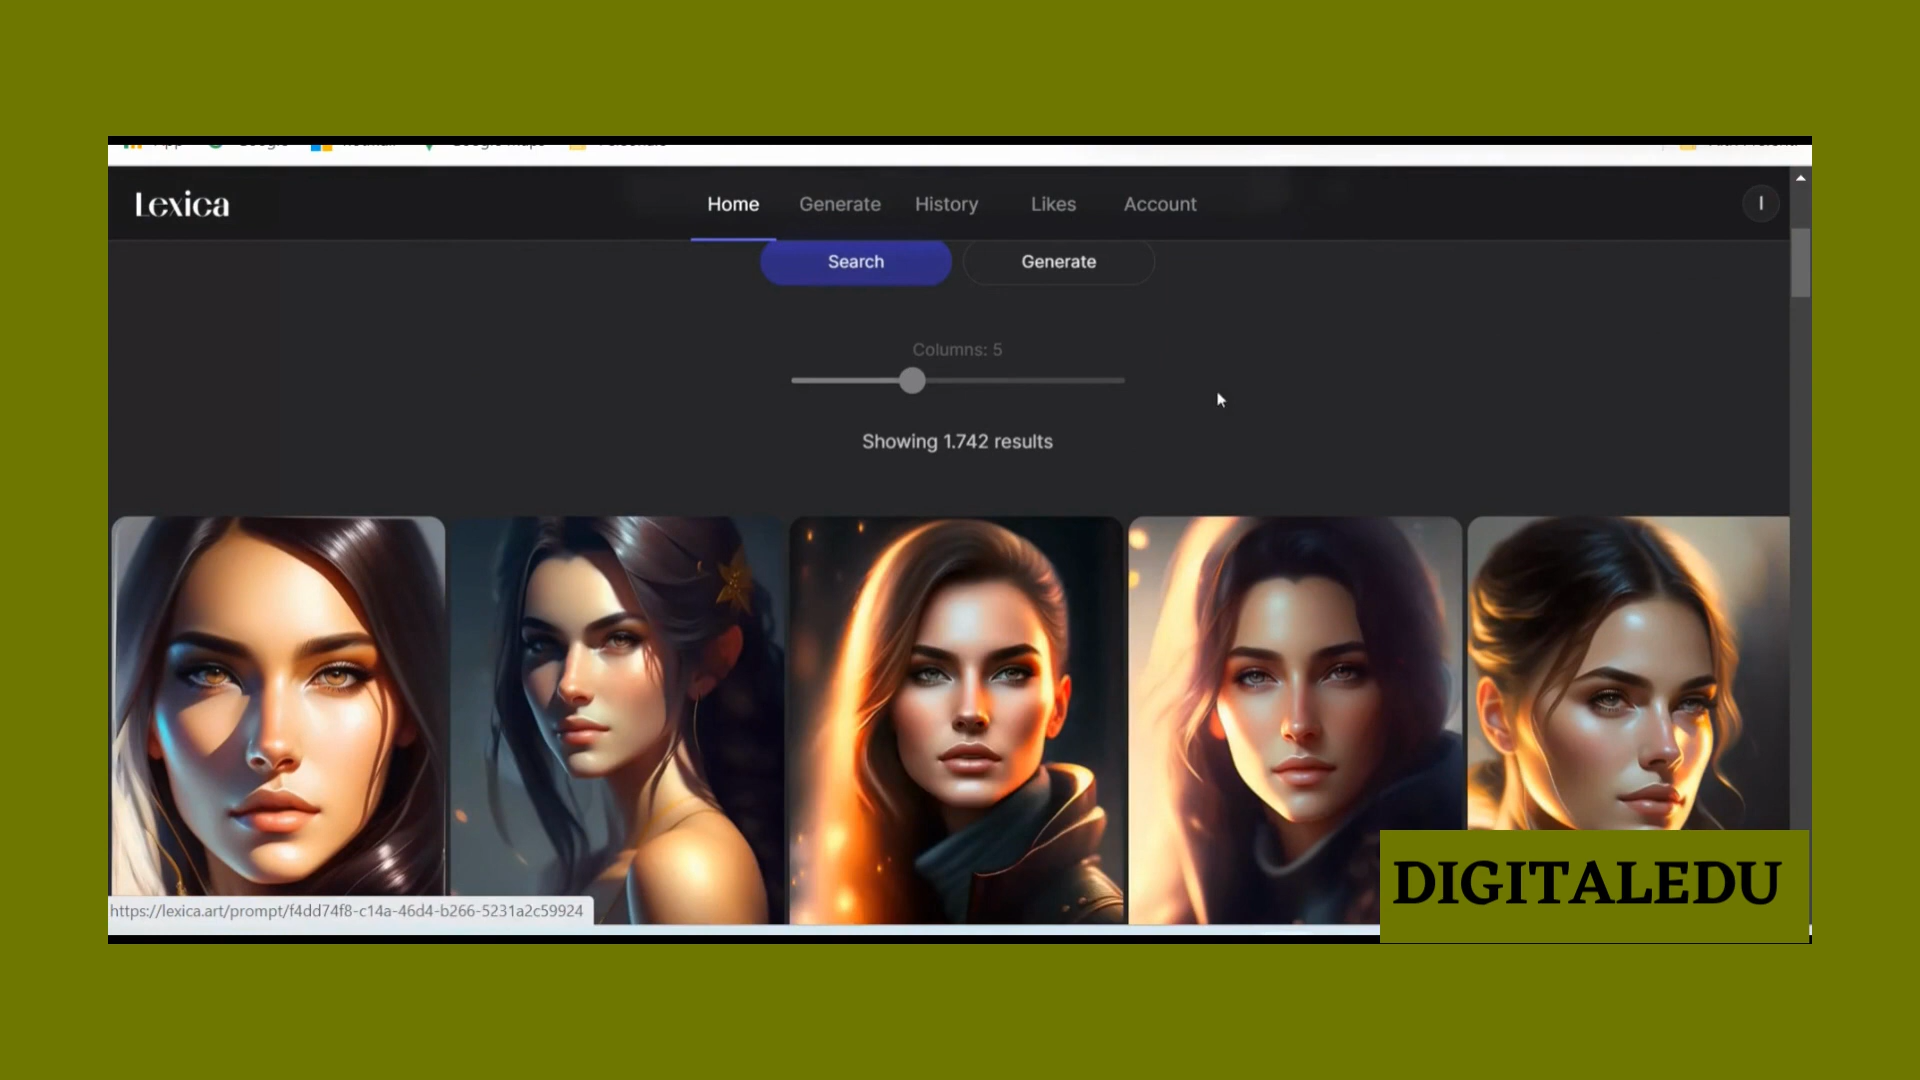 Lexica
Home Generate History Likes Account I
Search Generate
Columns: 5
Showing 1.742 results
DIGITALEDU
https://lexica.art/prompt/f4dd74f8-c14a-46d4-b266-5231a2c59924